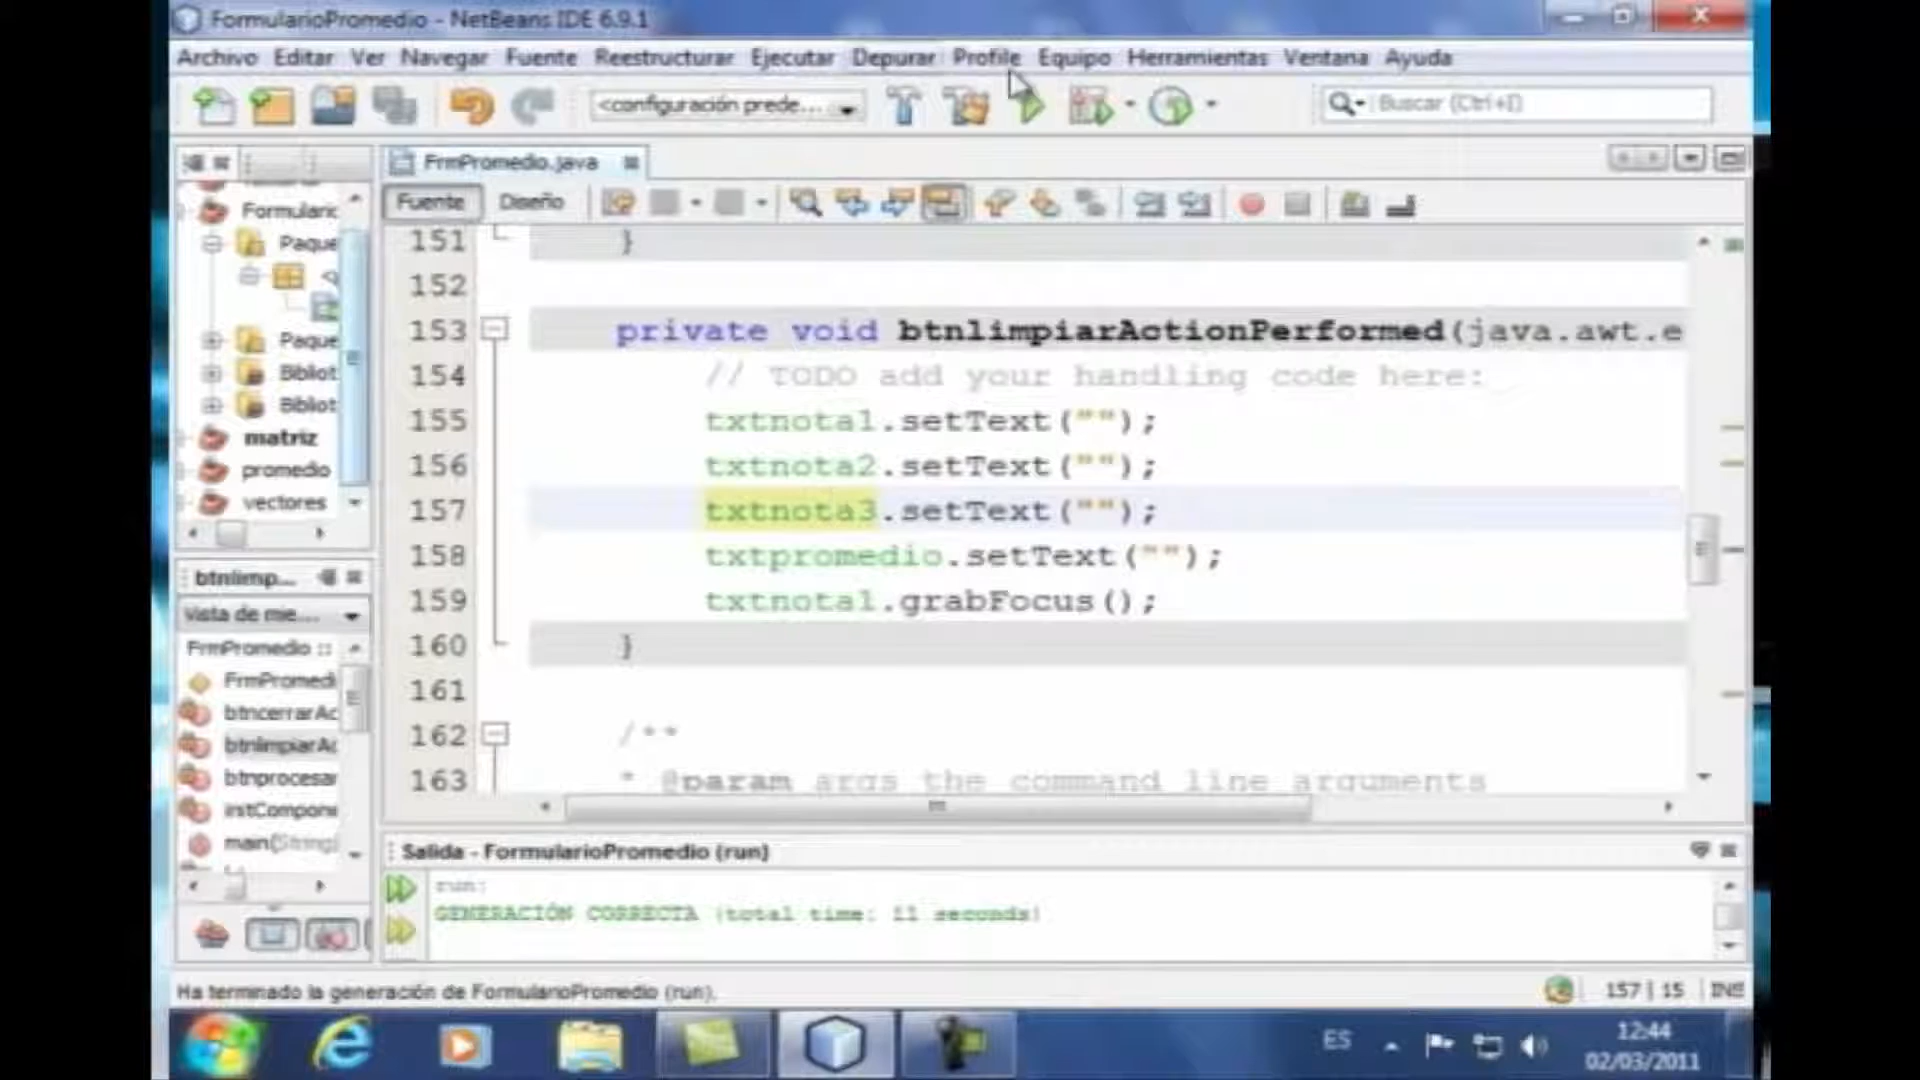 FormularioPromedio - NetBeans IDE 6.9.1
Archivo Editar Ver Navegar Fuente Reestructurar Ejecutar Depurar Profile Equipo Herramientas Ventana Ayuda
<configuración prede...
Buscar (Ctrl+I)
FrmPromedio.java
Fuente Diseño
Formulario
Paque
Paque
Bibliot
Bibliot
matriz
promedio
vectores
151 }
152
153 private void btnlimpiarActionPerformed(java.awt.e
154 // TODO add your handling code here:
155 txtnota1.setText("");
156 txtnota2.setText("");
157 txtnota3.setText("");
158 txtpromedio.setText("");
159 txtnota1.grabFocus();
160 }
161
162 /**
163 * @param args the command line arguments
btnlimp...
Vista de mie...
FrmPromedio ::
FrmPromedi
btncerrarAc
btnlimpiarAc
btnprocesar
initCompone
main(String
Salida - FormularioPromedio (run)
run:
GENERACIÓN CORRECTA (total time: 11 seconds)
Ha terminado la generación de FormularioPromedio (run).
157 | 15 INS
ES
12:44
02/03/2011